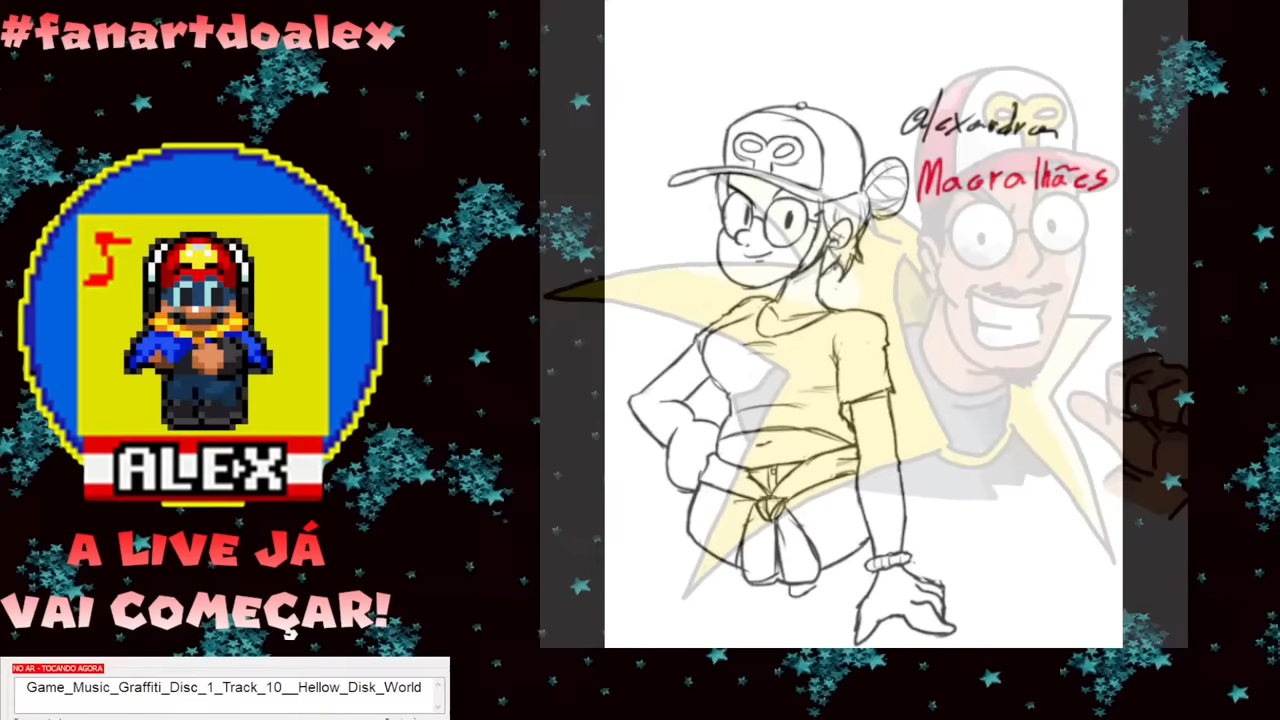 #fanartdoalex
Alexandra
Magralhães
ALEX
A LIVE JÁ
VAI COMEÇAR!
NO AR - TOCANDO AGORA
Game_Music_Graffiti_Disc_1_Track_10__Hellow_Disk_World